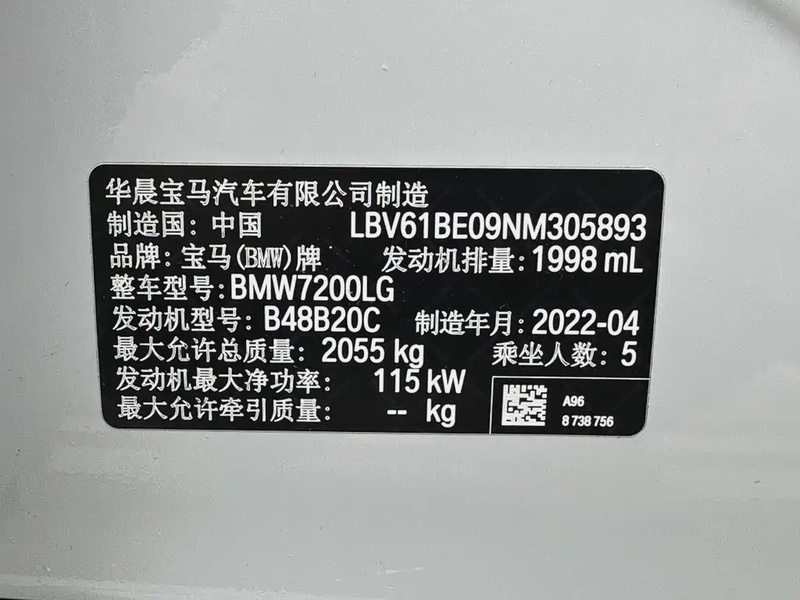 华晨宝马汽车有限公司制造
制造国: 中国 LBV61BE09NM305893
品牌: 宝马(BMW)牌 发动机排量: 1998 mL
整车型号: BMW7200LG
发动机型号: B48B20C 制造年月: 2022-04
最大允许总质量: 2055 kg 乘坐人数: 5
发动机最大净功率: 115 kW
最大允许牵引质量: -- kg
A96
8 738 756